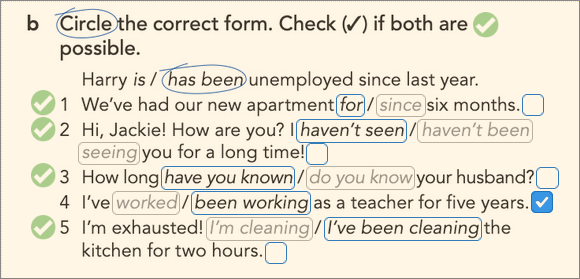 b Circle the correct form. Check (✓) if both are
possible.
Harry is / has been unemployed since last year.
1 We've had our new apartment for / since six months.
2 Hi, Jackie! How are you? I haven't seen / haven't been
seeing you for a long time!
3 How long have you known / do you know your husband?
4 I've worked / been working as a teacher for five years.
5 I'm exhausted! I'm cleaning / I've been cleaning the
kitchen for two hours.